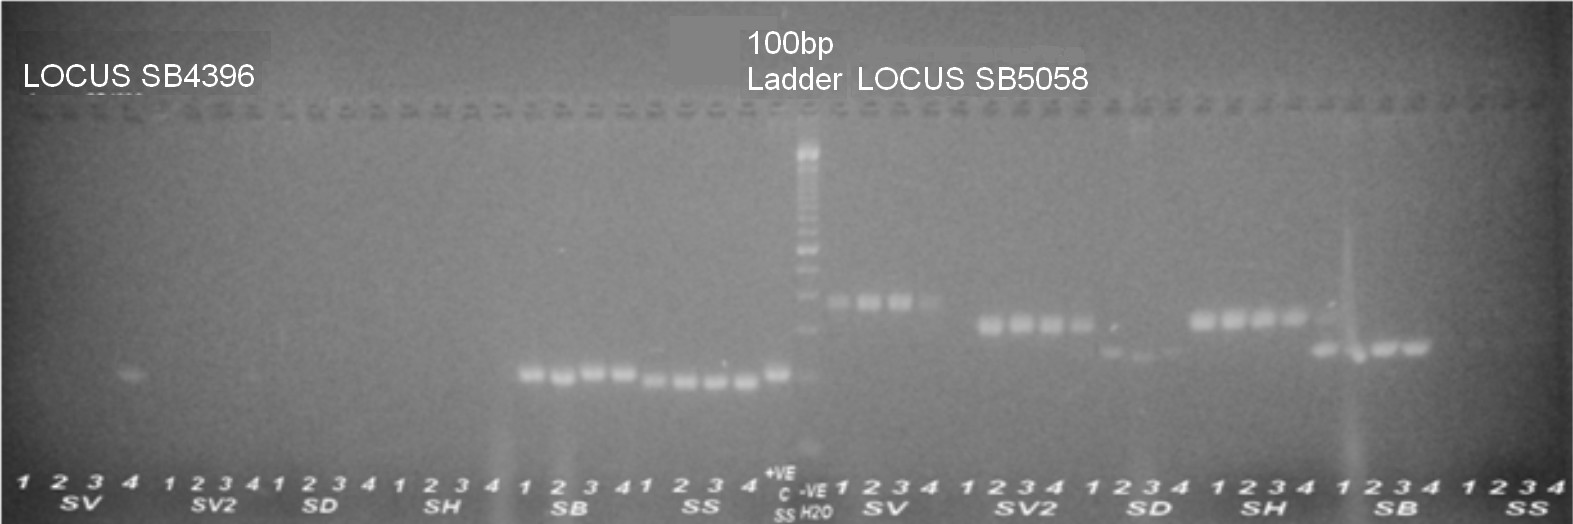 100bp
LOCUS SB4396 Ladder LOCUS SB5058
1 2 3 4 1 2 3 4 1 2 3 4 1 2 3 4 1 2 3 4 1 2 3 4 +VE -VE 1 2 3 4 1 2 3 4 1 2 3 4 1 2 3 4 1 2 3 4 1 2 3 4
SV SV2 SD SH SB SS C SS H2O SV SV2 SD SH SB SS